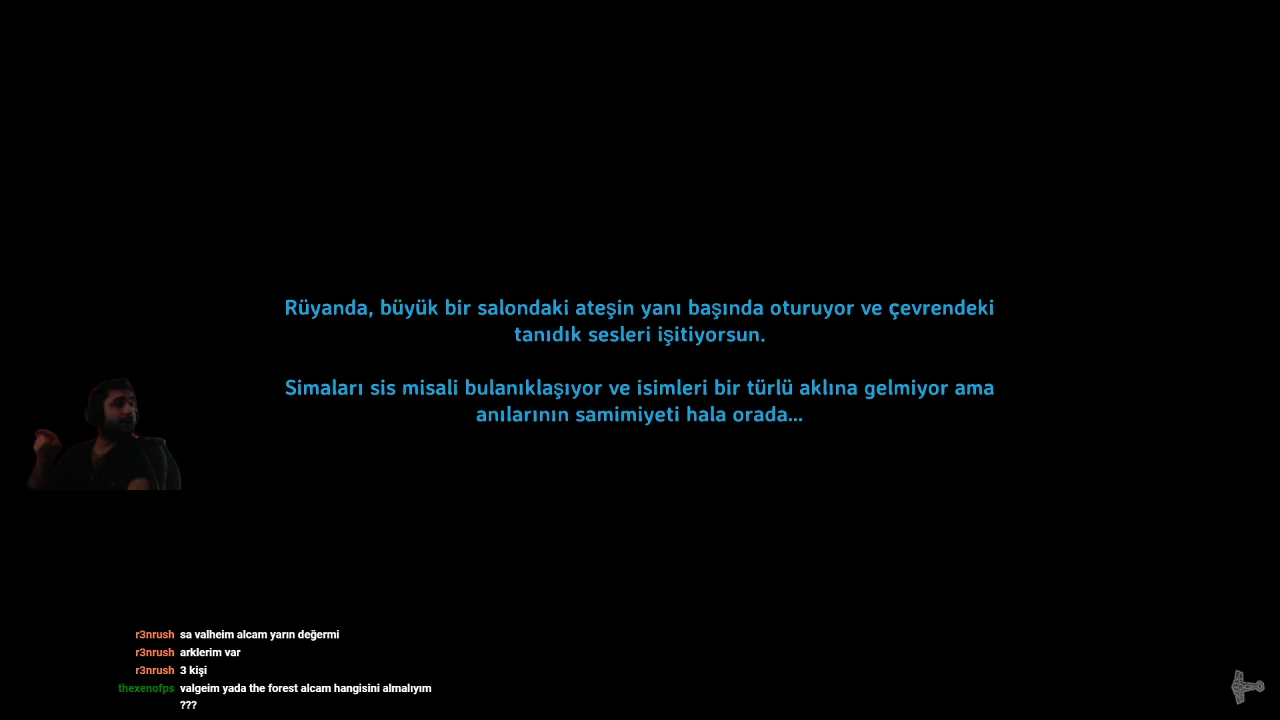 Rüyanda, büyük bir salondaki ateşin yanı başında oturuyor ve çevrendeki
tanıdık sesleri işitiyorsun.
Simaları sis misali bulanıklaşıyor ve isimleri bir türlü aklına gelmiyor ama
anılarının samimiyeti hala orada...
r3nrush sa valheim alcam yarın değermi
r3nrush arklerim var
r3nrush 3 kişi
thexenofps valgeim yada the forest alcam hangisini almalıyım
???